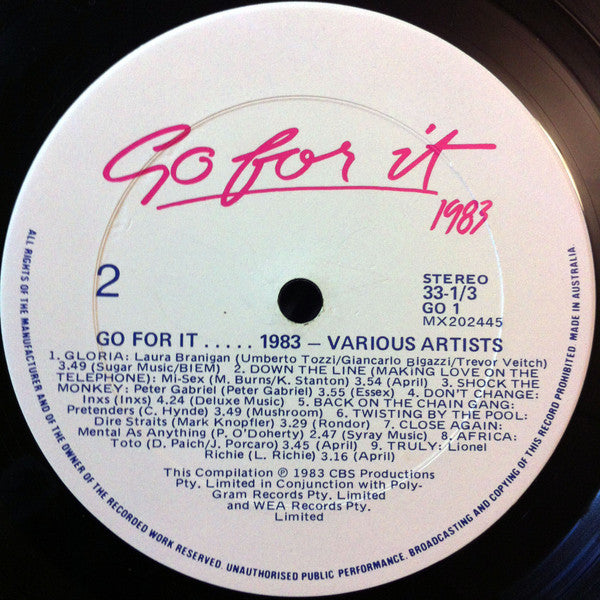 Go for it
1983
2
STEREO
33-1/3
GO 1
MX202445
GO FOR IT ..... 1983 — VARIOUS ARTISTS
1. GLORIA: Laura Branigan (Umberto Tozzi/Giancarlo Bigazzi/Trevor Veitch)
3.49 (Sugar Music/BIEM) 2. DOWN THE LINE (MAKING LOVE ON THE
TELEPHONE): Mi-Sex (M. Burns/K. Stanton) 3.54 (April) 3. SHOCK THE
MONKEY: Peter Gabriel (Peter Gabriel) 3.55 (Essex) 4. DON'T CHANGE:
Inxs (Inxs) 4.24 (Deluxe Music) 5. BACK ON THE CHAIN GANG:
Pretenders (C. Hynde) 3.49 (Mushroom) 6. TWISTING BY THE POOL:
Dire Straits (Mark Knopfler) 3.29 (Rondor) 7. CLOSE AGAIN:
Mental As Anything (P. O'Doherty) 2.47 (Syray Music) 8. AFRICA:
Toto (D. Paich/J. Porcaro) 3.45 (April) 9. TRULY: Lionel
Richie (L. Richie) 3.16 (April)
This Compilation ℗ 1983 CBS Productions
Pty. Limited in Conjunction with Poly-
Gram Records Pty. Limited
and WEA Records Pty.
Limited
ALL RIGHTS OF THE MANUFACTURER AND OF THE OWNER OF THE RECORDED WORK RESERVED. UNAUTHORISED PUBLIC PERFORMANCE. BROADCASTING AND COPYING OF THIS RECORD PROHIBITED MADE IN AUSTRALIA